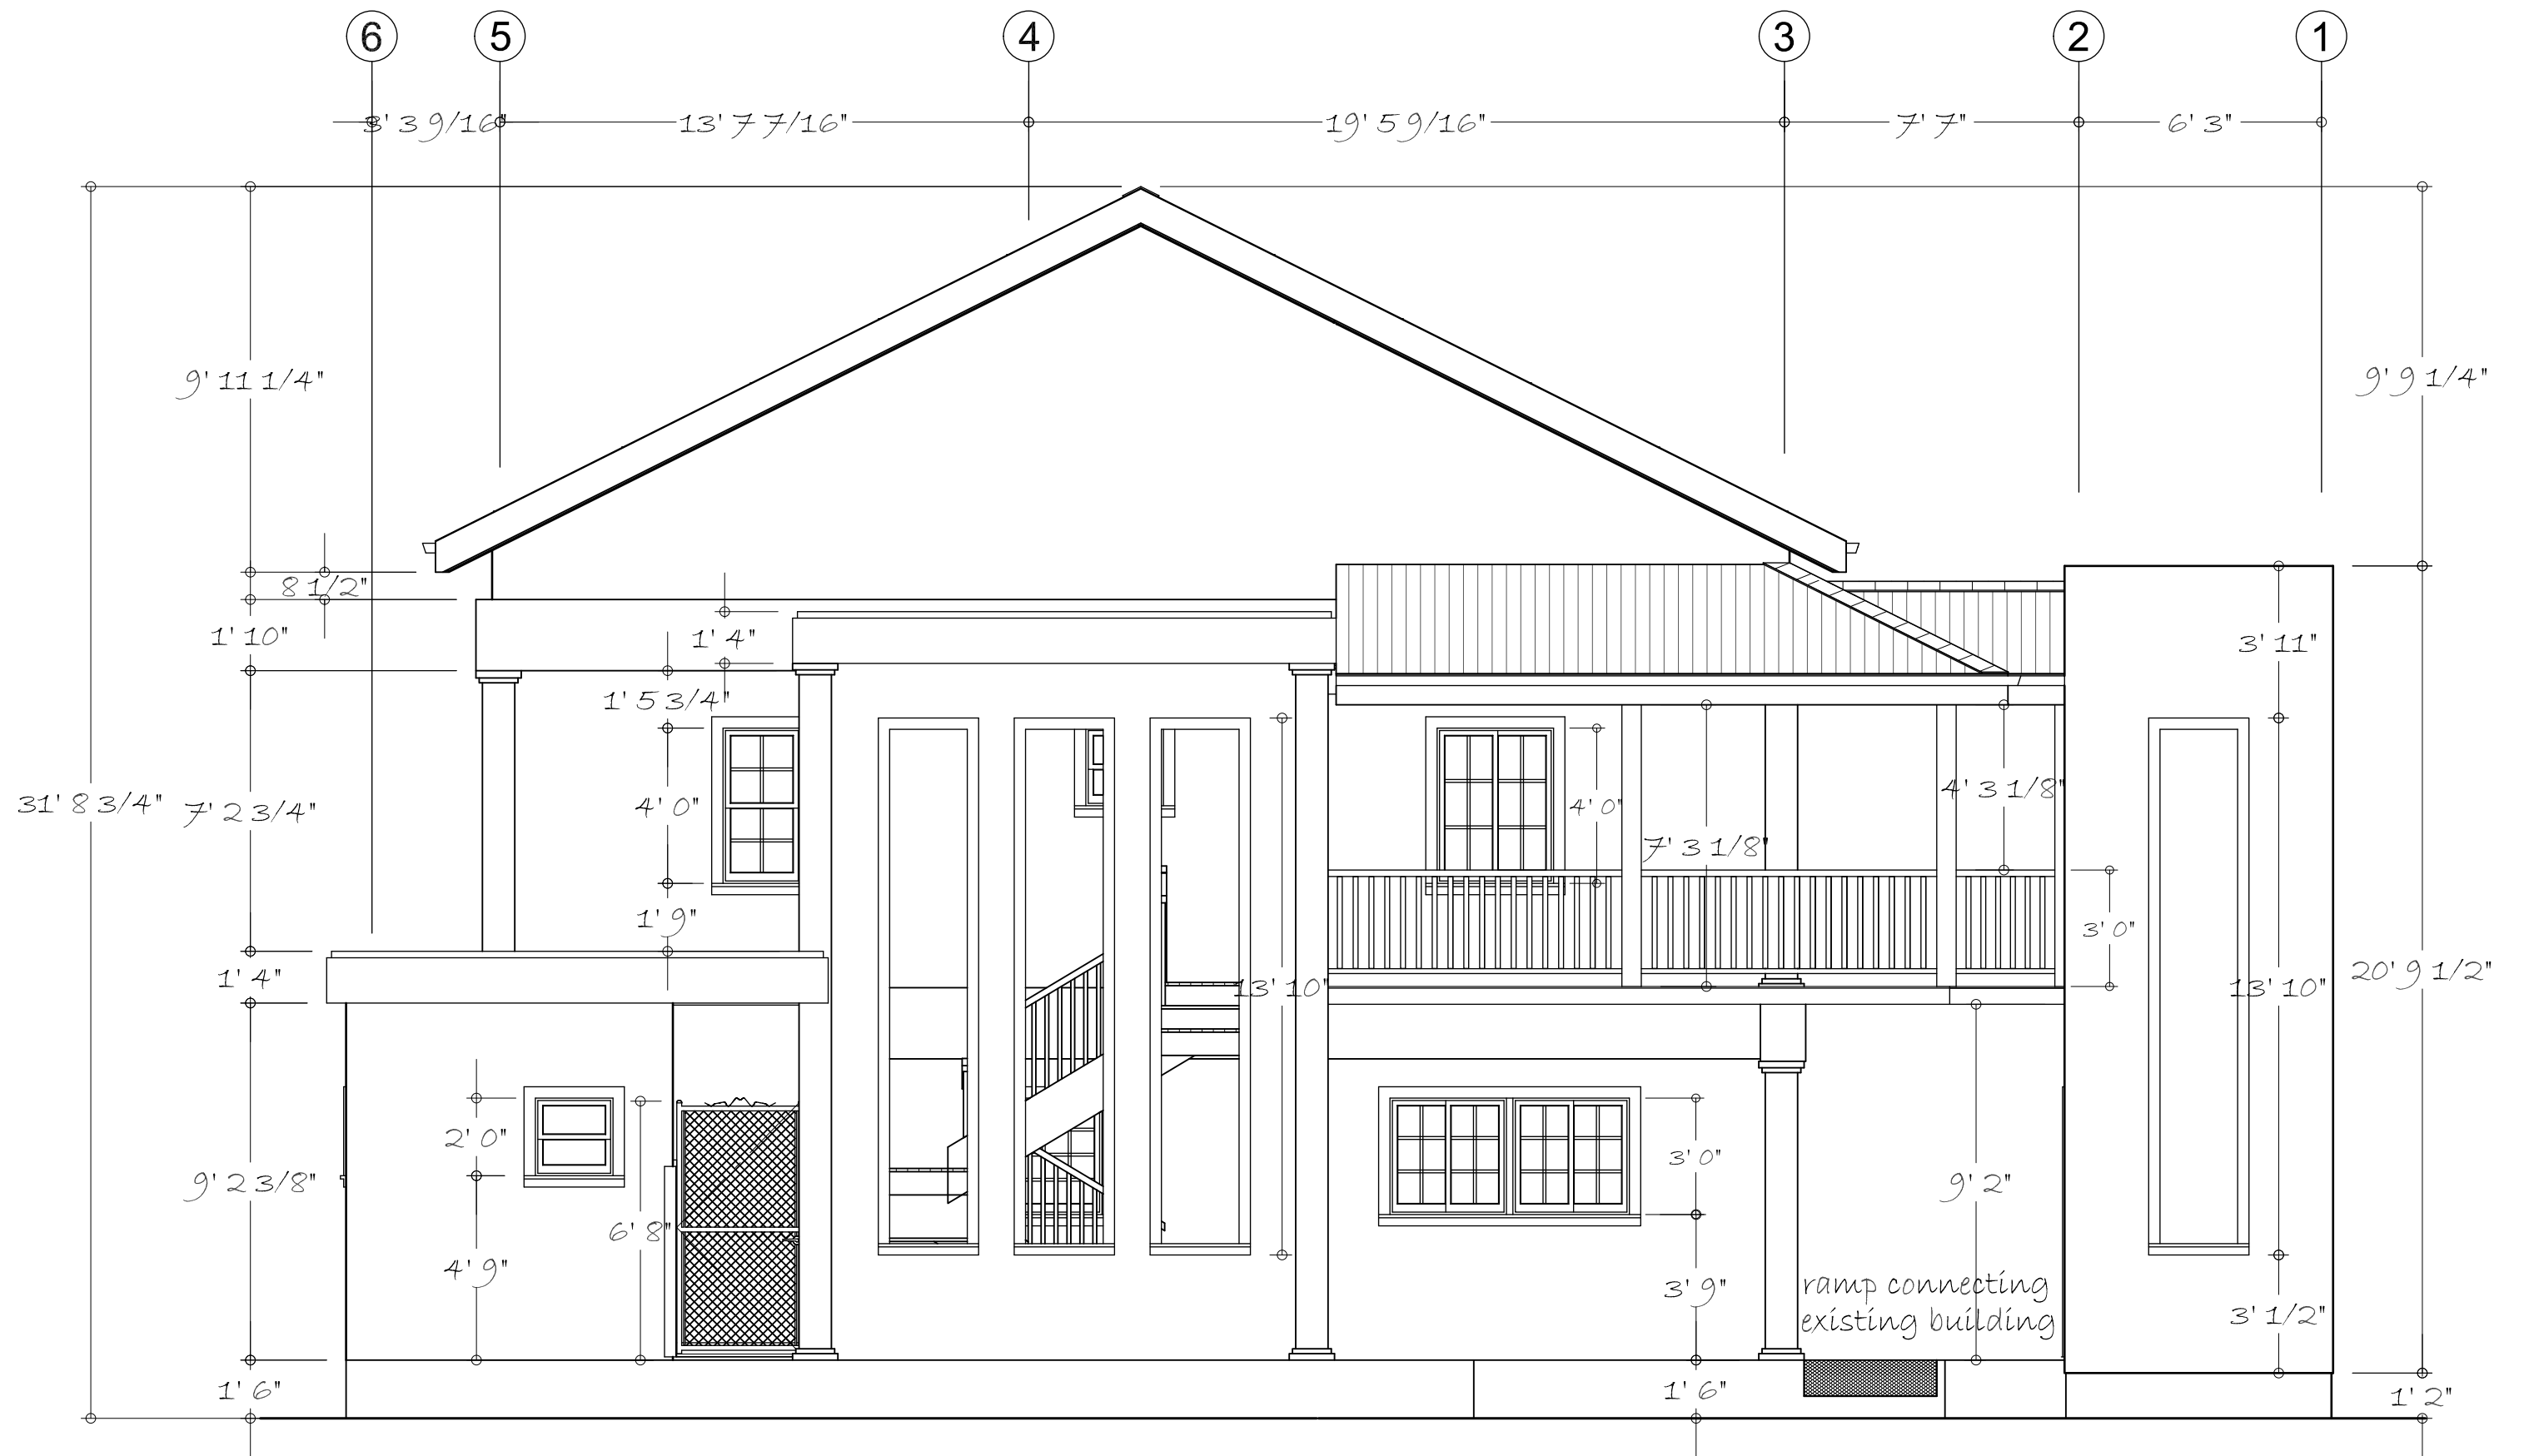 6 5 4 3 2 1
3' 3 9/16" 13' 7 7/16" 19' 5 9/16" 7' 7" 6' 3"
9' 11 1/4" 9' 9 1/4"
8 1/2"
1' 10" 1' 4" 3' 11"
1' 5 3/4"
31' 8 3/4" 7' 2 3/4" 4' 0" 4' 0" 7' 3 1/8" 4' 3 1/8"
1' 9" 3' 0"
1' 4" 13' 10" 13' 10" 20' 9 1/2"
2' 0" 3' 0"
9' 2 3/8" 9' 2"
6' 8"
4' 9" 3' 9" ramp connecting
existing building 3' 1/2"
1' 6" 1' 6" 1' 2"